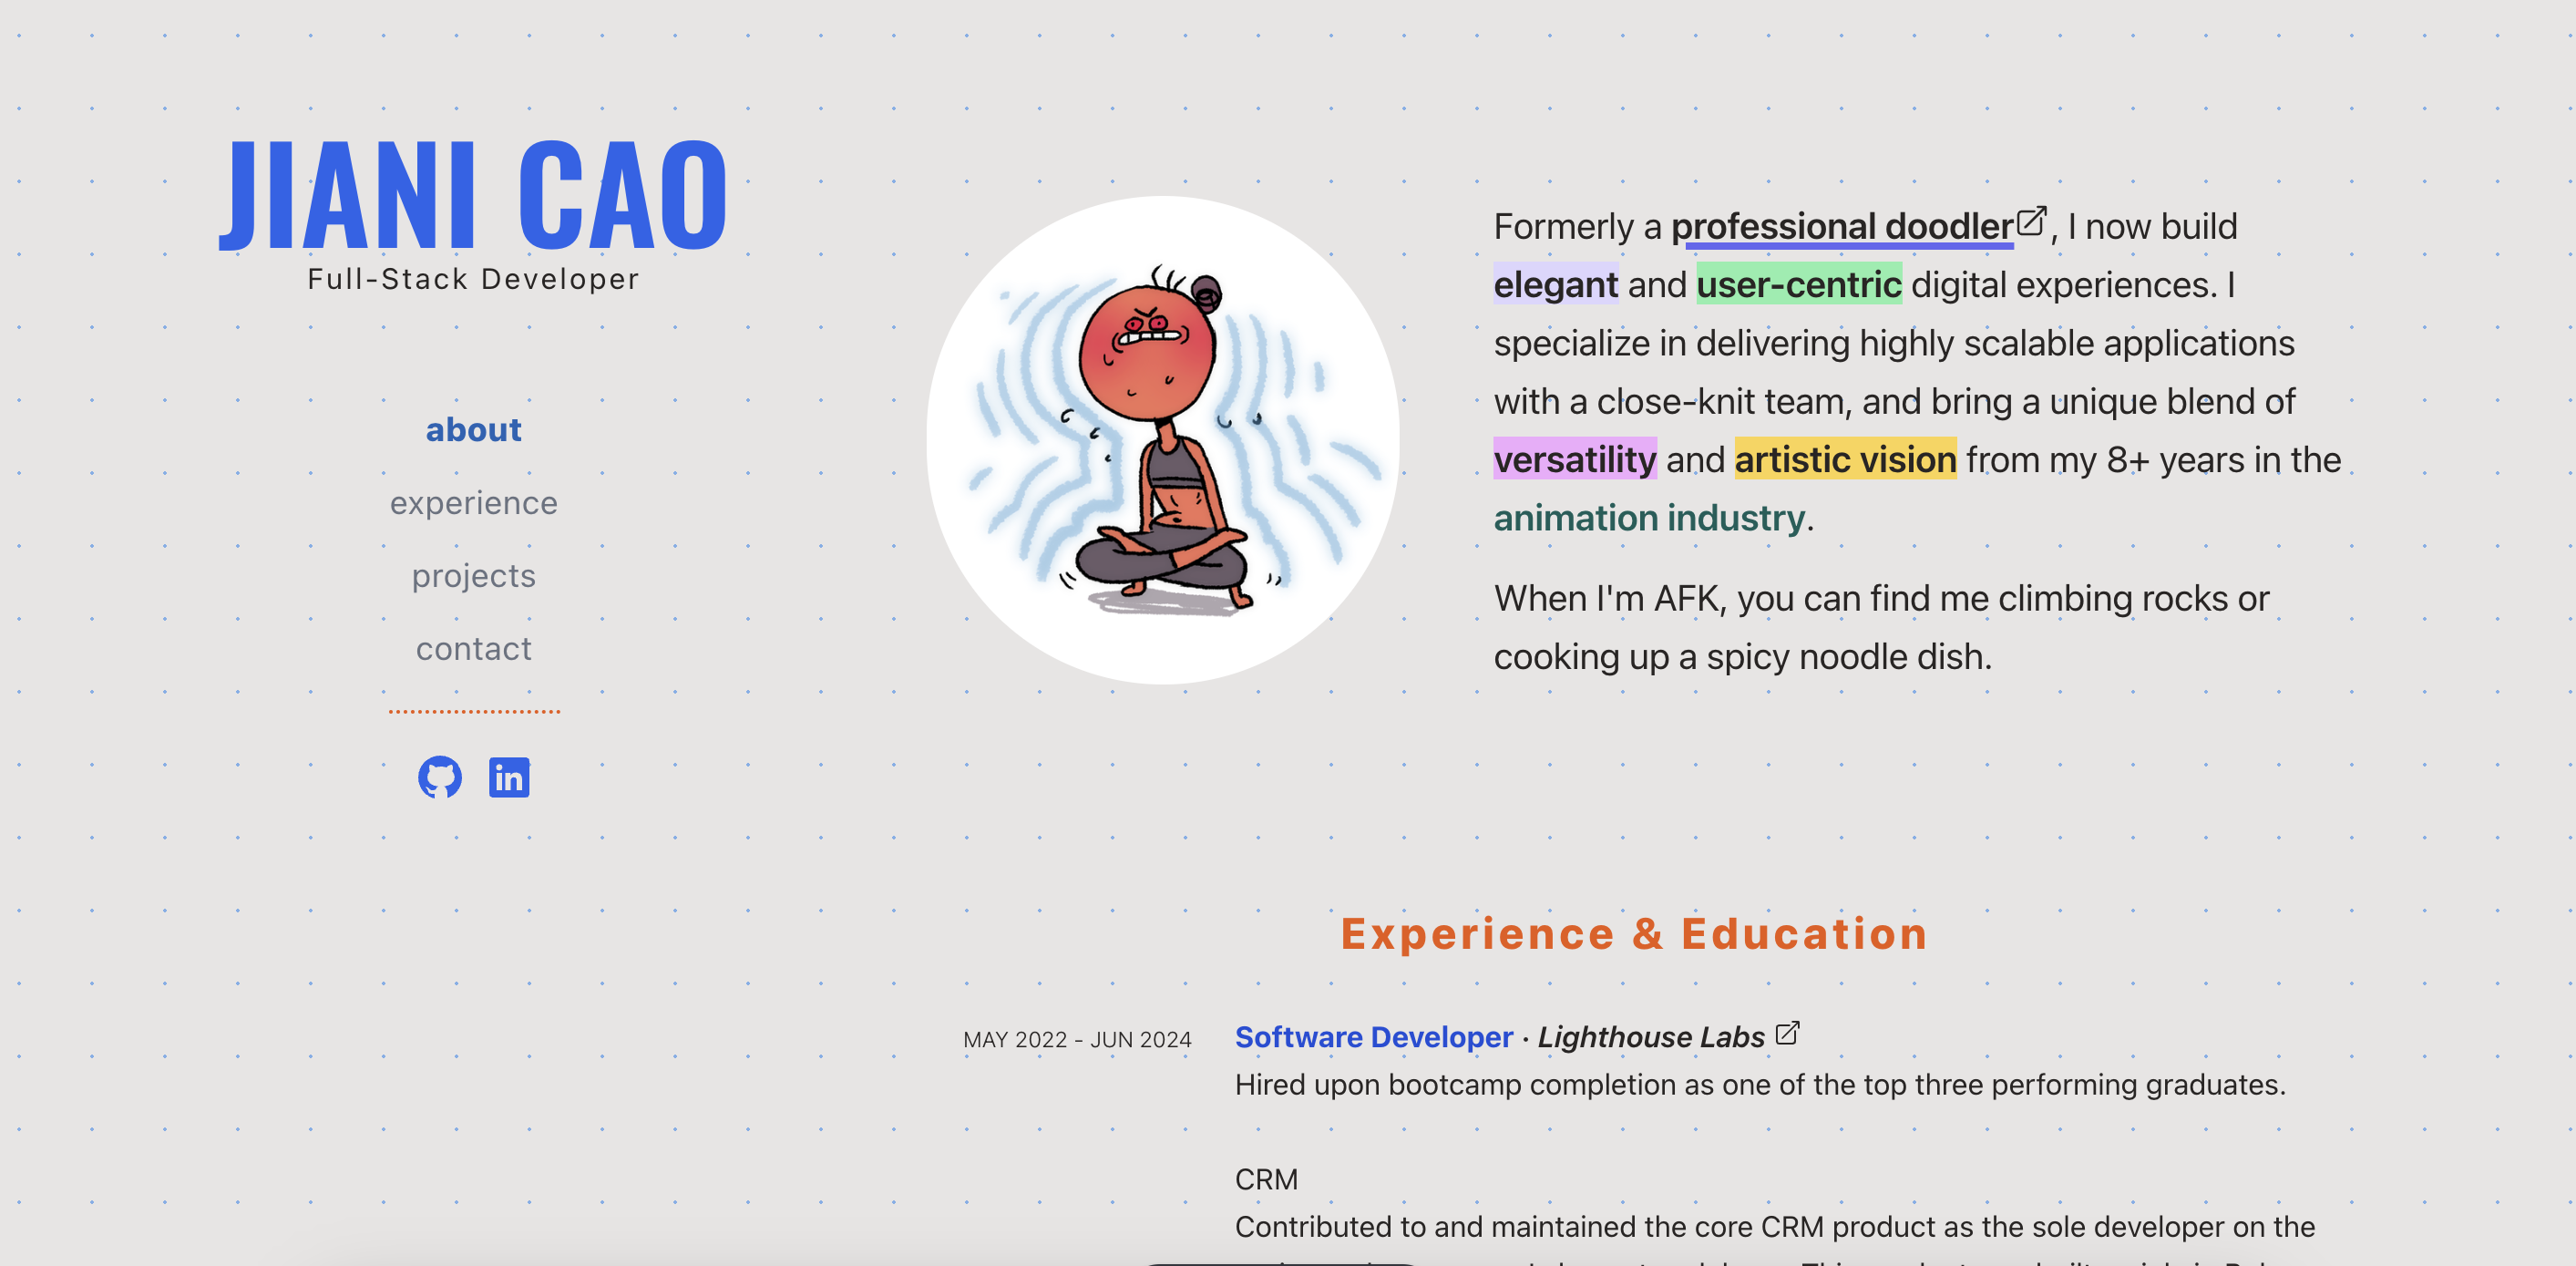 JIANI CAO
Full-Stack Developer
about
experience
projects
contact
in
Formerly a professional doodler, I now build
elegant and user-centric digital experiences. I
specialize in delivering highly scalable applications
with a close-knit team, and bring a unique blend of
versatility and artistic vision from my 8+ years in the
animation industry.
When I'm AFK, you can find me climbing rocks or
cooking up a spicy noodle dish.
Experience & Education
MAY 2022 - JUN 2024
Software Developer · Lighthouse Labs
Hired upon bootcamp completion as one of the top three performing graduates.
CRM
Contributed to and maintained the core CRM product as the sole developer on the